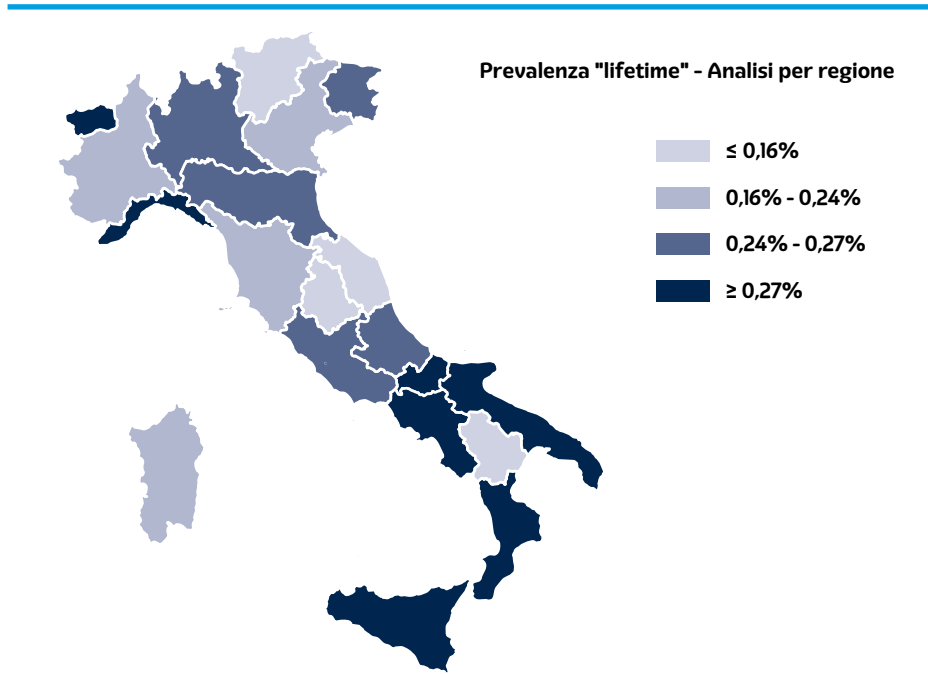 Prevalenza "lifetime" - Analisi per regione
≤ 0,16%
0,16% - 0,24%
0,24% - 0,27%
≥ 0,27%